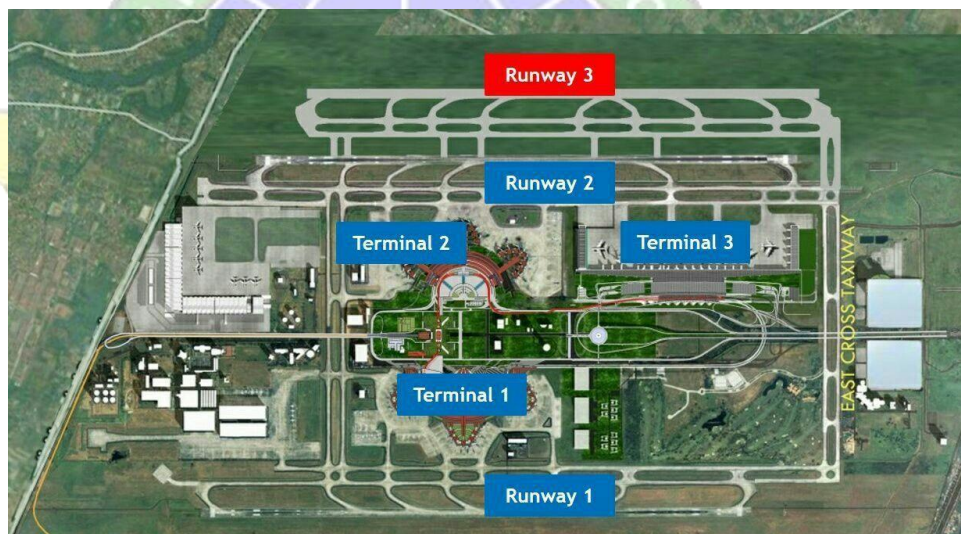 Runway 3
Runway 2
Terminal 2
Terminal 3
EAST CROSS TAXIWAY
Terminal 1
Runway 1